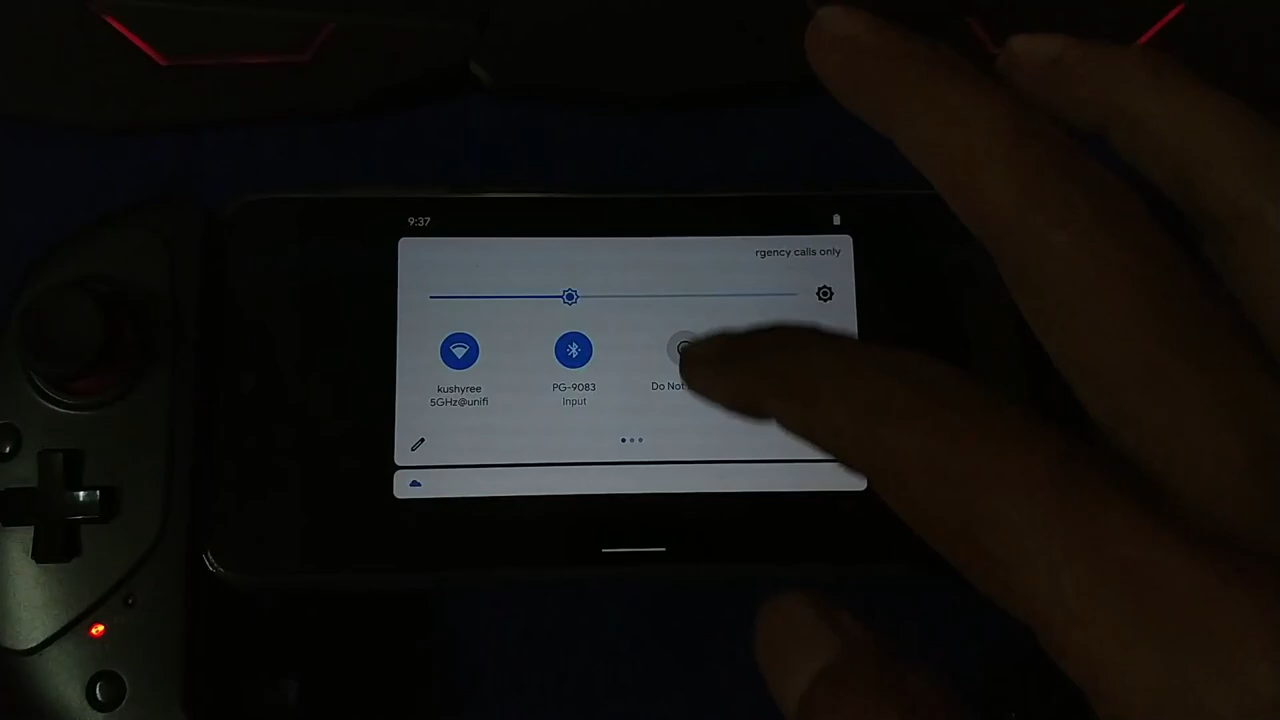 9:37
rgency calls only
kushyree
5GHz@unifi
PG-9083
Input
Do Not